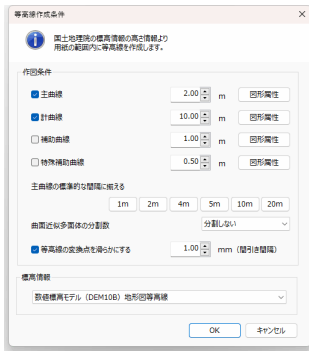 等高線作成条件
国土地理院の標高情報の高さ情報より
用紙の範囲内に等高線を作成します。
作図条件
主曲線 2.00 m 図形属性
計曲線 10.00 m 図形属性
補助曲線 1.00 m 図形属性
特殊補助曲線 0.50 m 図形属性
主曲線の標準的な間隔に揃える
1m 2m 4m 5m 10m 20m
曲面近似多面体の分割数 分割しない
等高線の変換点を滑らかにする 1.00 mm（間引き間隔）
標高情報
数値標高モデル（DEM10B）地形図等高線
OK キャンセル